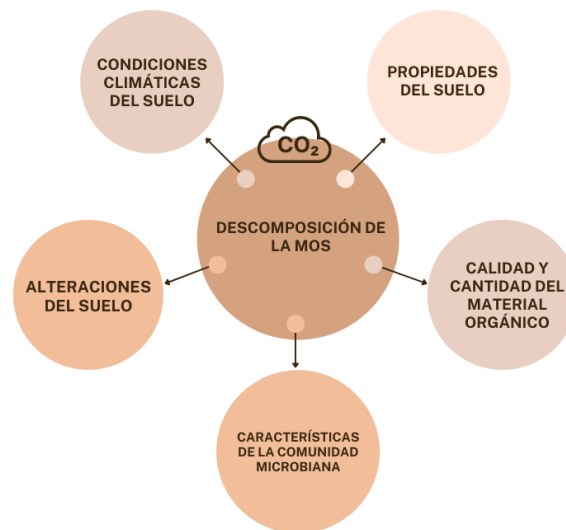 CONDICIONES
CLIMÁTICAS
DEL SUELO
PROPIEDADES
DEL SUELO
CO₂
DESCOMPOSICIÓN DE
LA MOS
ALTERACIONES
DEL SUELO
CALIDAD Y
CANTIDAD DEL
MATERIAL
ORGÁNICO
CARACTERÍSTICAS
DE LA COMUNIDAD
MICROBIANA